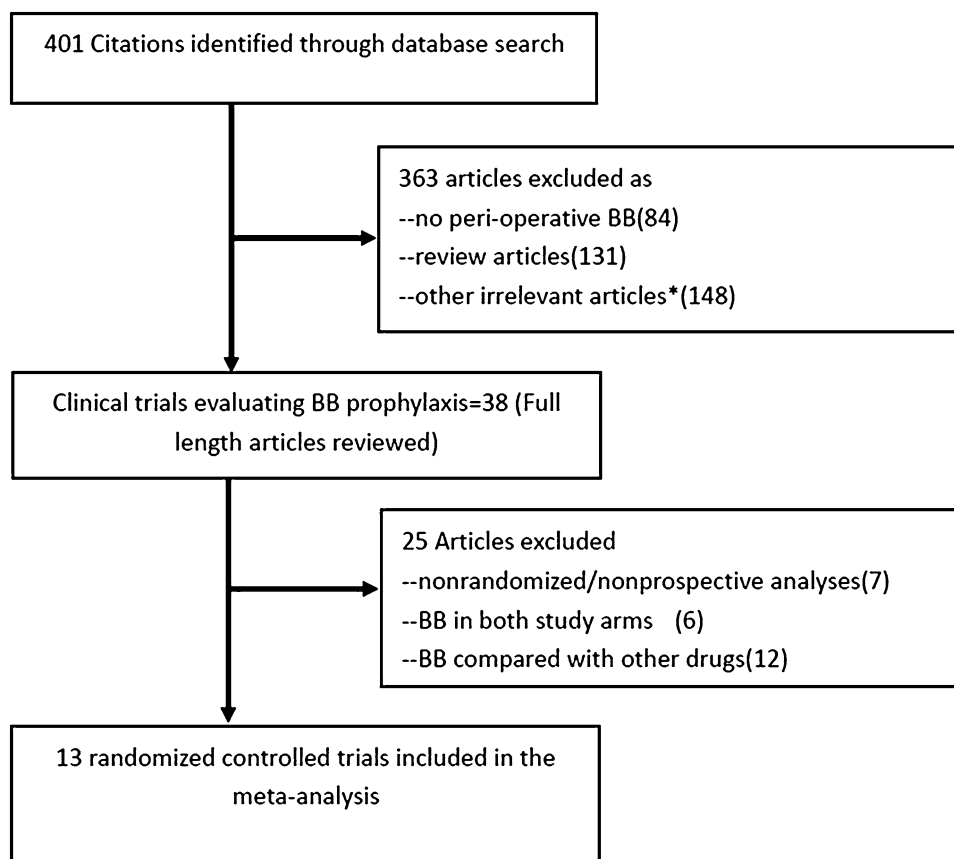 401 Citations identified through database search
363 articles excluded as
--no peri-operative BB(84)
--review articles(131)
--other irrelevant articles*(148)
Clinical trials evaluating BB prophylaxis=38 (Full
length articles reviewed)
25 Articles excluded
--nonrandomized/nonprospective analyses(7)
--BB in both study arms (6)
--BB compared with other drugs(12)
13 randomized controlled trials included in the
meta-analysis